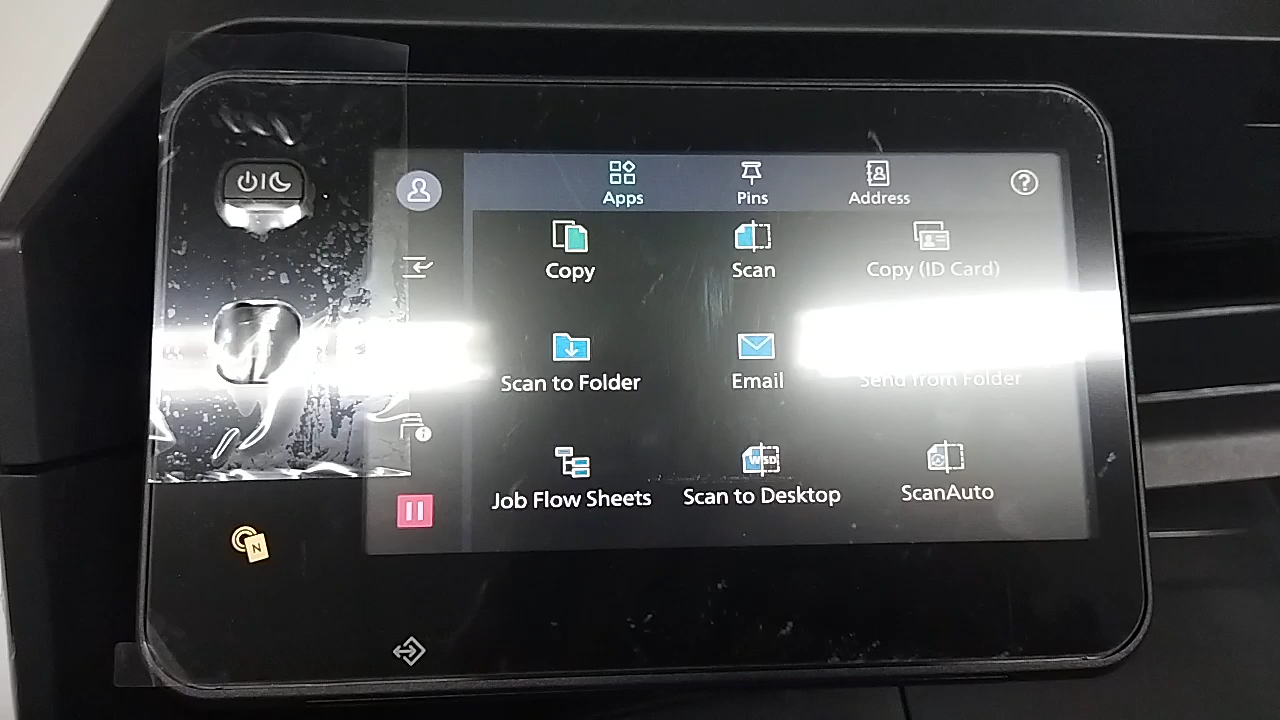 Apps Pins Address
Copy Scan Copy (ID Card)
Scan to Folder Email Send from Folder
WSD
Job Flow Sheets Scan to Desktop ScanAuto
N